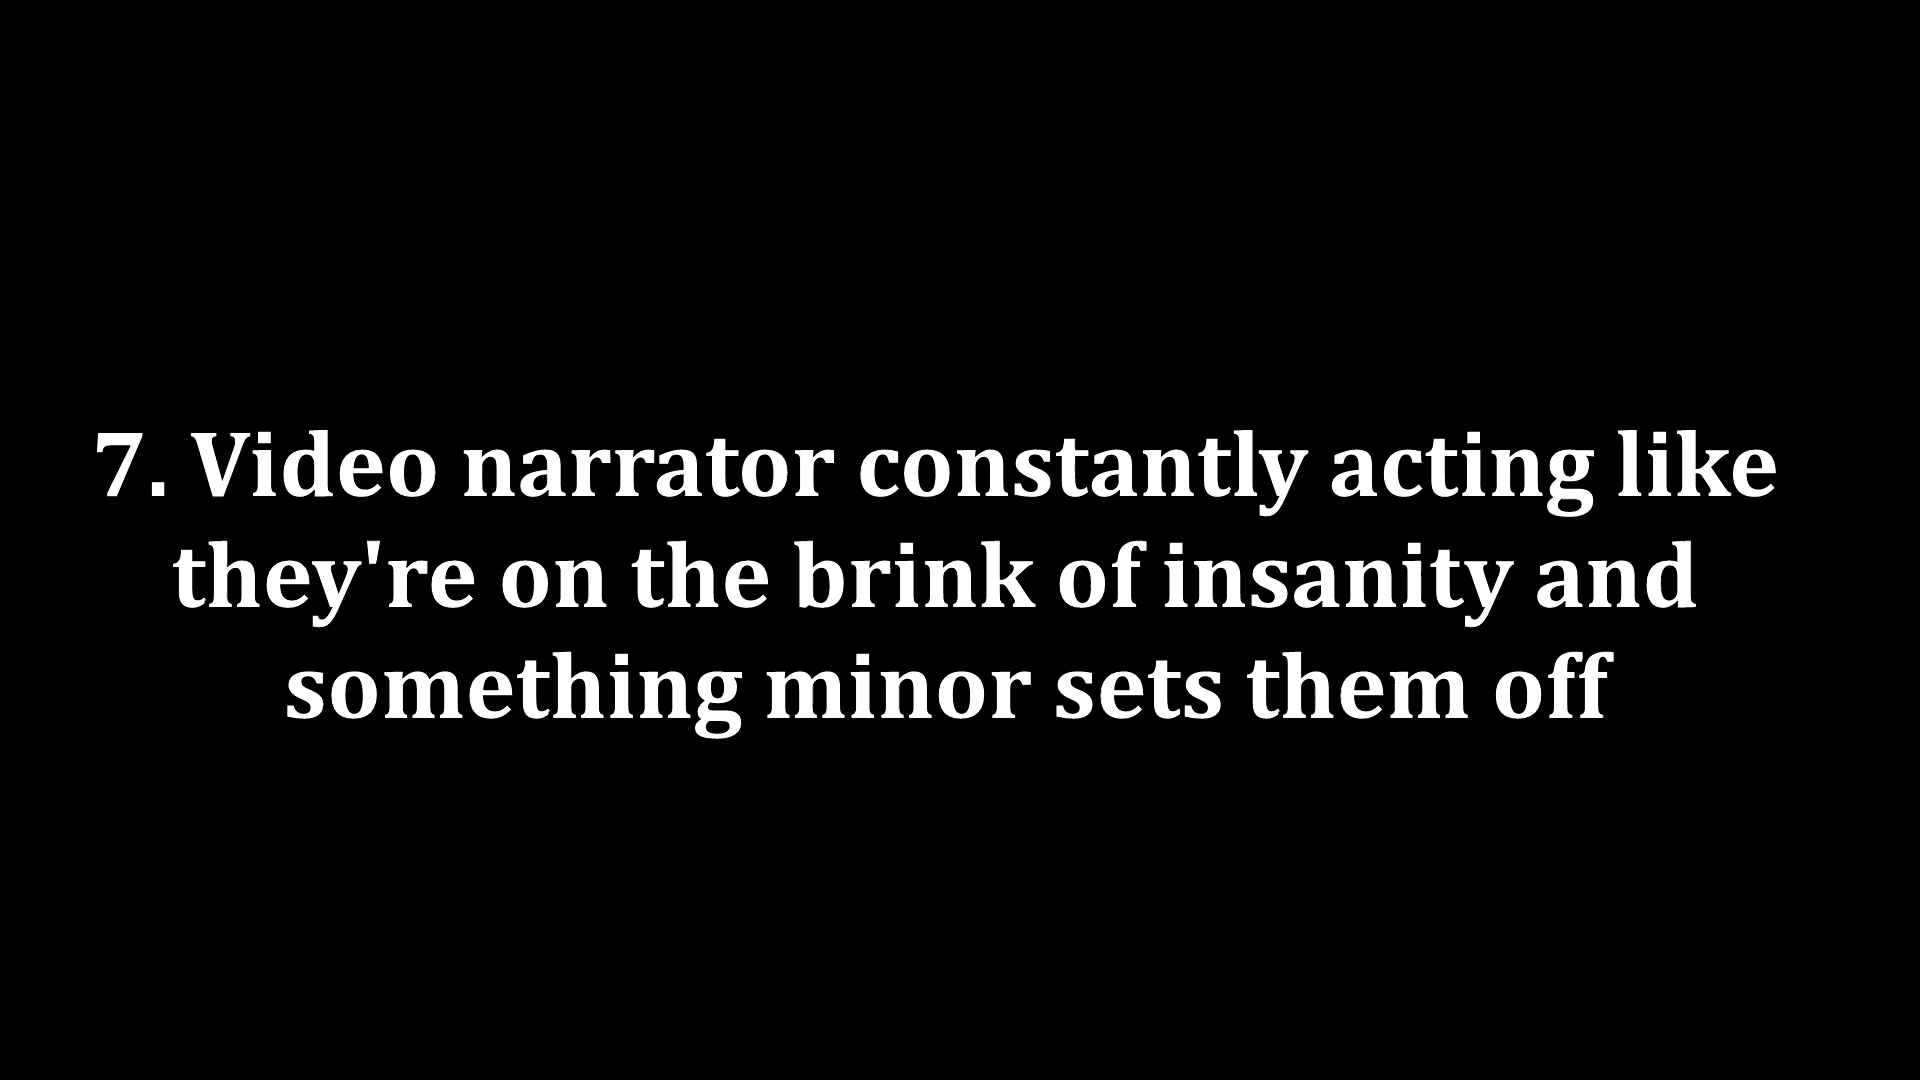 7. Video narrator constantly acting like
they're on the brink of insanity and
something minor sets them off